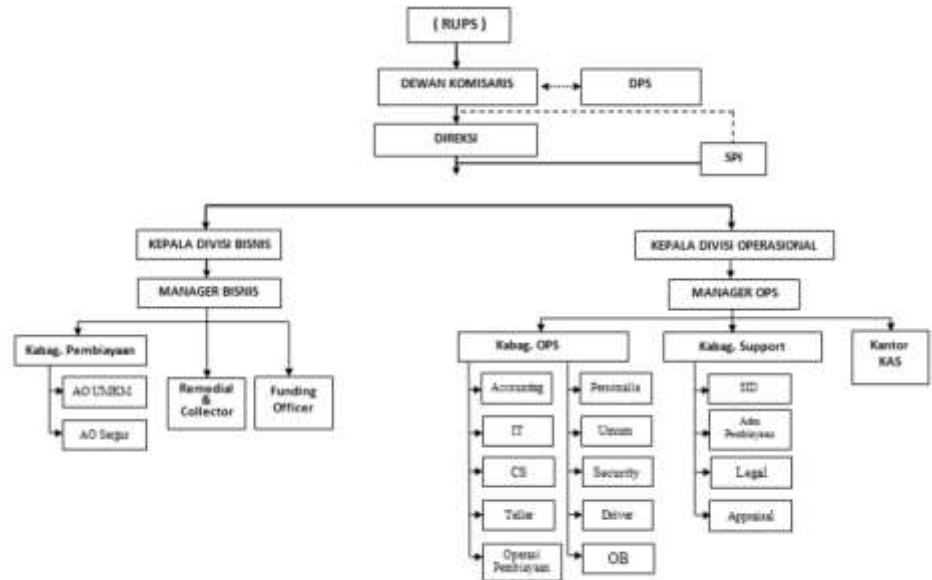 ( RUPS )
DEWAN KOMISARIS
DPS
DIREKSI
SPI
KEPALA DIVISI BISNIS
KEPALA DIVISI OPERASIONAL
MANAGER BISNIS
MANAGER OPS
Kabag. Pembiayaan
Kabag. OPS
Kabag. Support
Kantor
KAS
AO UMKM
AO Sergur
Remedial
&
Collector
Funding
Officer
Accounting
Personalia
SID
IT
Umum
Adm
Pembiayaan
CS
Security
Legal
Teller
Driver
Appraisal
Operasi
Pembiayaan
OB